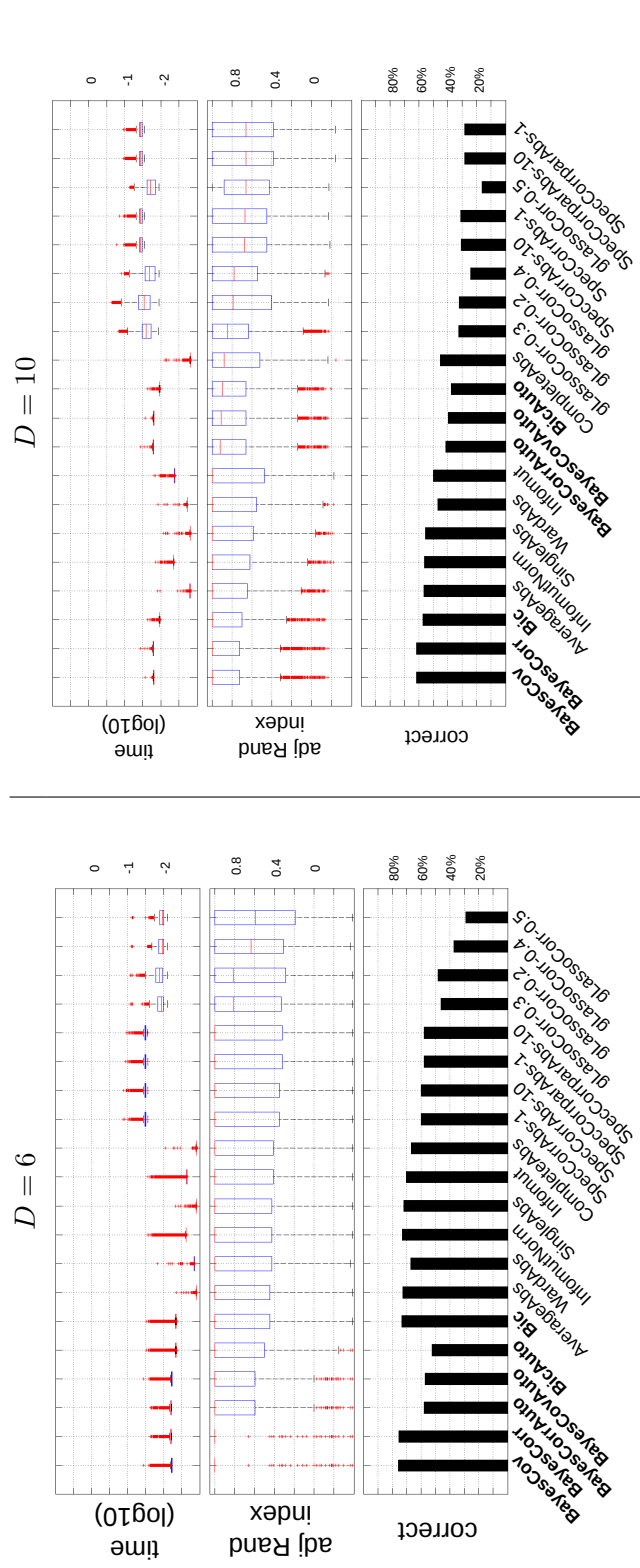 D = 6
time
(log10)
0
-1
-2
adj Rand
index
0.8
0.4
0
correct
80%
60%
40%
20%
BayesCov
BayesCorr
BayesCorrAuto
BayesCovAuto
BicAuto
Bic
AverageAbs
WardAbs
InfomutNorm
SingleAbs
Infomut
CompleteAbs
SpecCorrAbs-1
SpecCorrAbs-10
SpecCorrparAbs-1
SpecCorrparAbs-10
gLassoCorr-0.3
gLassoCorr-0.2
gLassoCorr-0.4
gLassoCorr-0.5
D = 10
time
(log10)
0
-1
-2
adj Rand
index
0.8
0.4
0
correct
80%
60%
40%
20%
BayesCov
BayesCorr
Bic
AverageAbs
InfomutNorm
SingleAbs
WardAbs
Infomut
BayesCorrAuto
BayesCovAuto
BicAuto
CompleteAbs
gLassoCorr-0.3
gLassoCorr-0.2
gLassoCorr-0.4
SpecCorrAbs-10
SpecCorrAbs-1
gLassoCorr-0.5
SpecCorrparAbs-10
SpecCorrparAbs-1